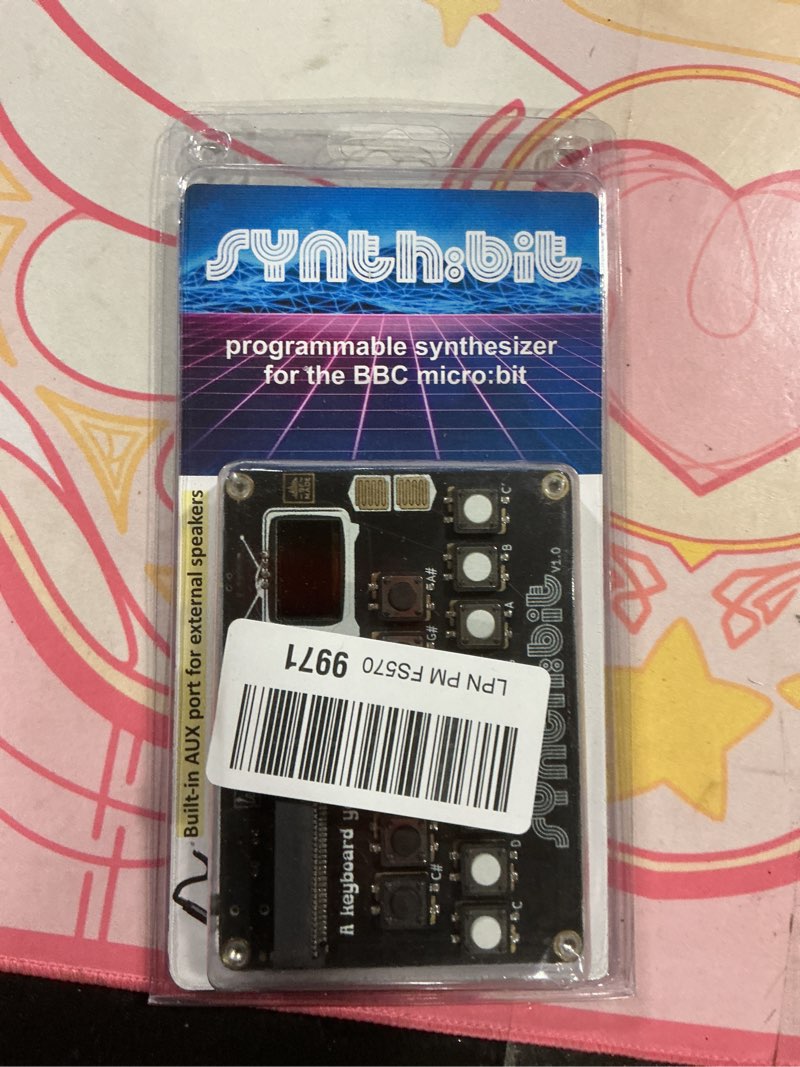 synth:bit
programmable synthesizer
for the BBC micro:bit
Built-in AUX port for external speakers
C
B
A#
A
G#
V1.0
synth:bit
LPN PM FS570 9971
A keyboard
D
C#
C